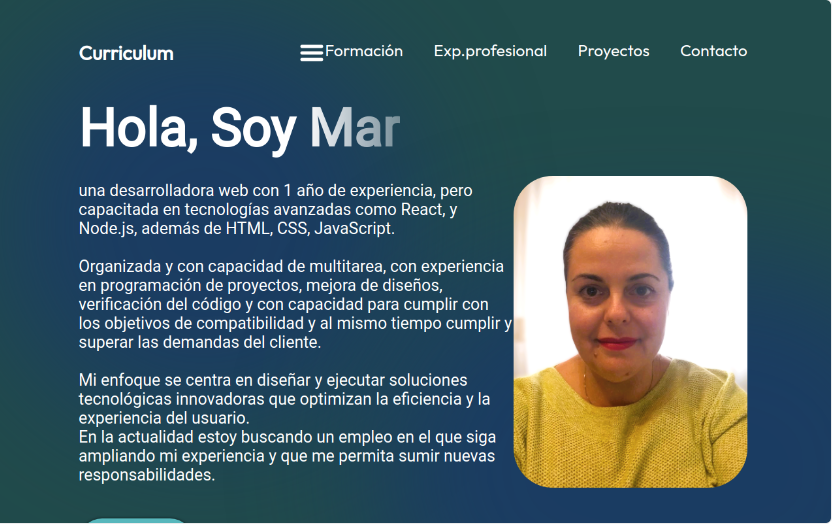 Curriculum
Formación Exp.profesional Proyectos Contacto
Hola, Soy Mar
una desarrolladora web con 1 año de experiencia, pero
capacitada en tecnologías avanzadas como React, y
Node.js, además de HTML, CSS, JavaScript.
Organizada y con capacidad de multitarea, con experiencia
en programación de proyectos, mejora de diseños,
verificación del código y con capacidad para cumplir con
los objetivos de compatibilidad y al mismo tiempo cumplir y
superar las demandas del cliente.
Mi enfoque se centra en diseñar y ejecutar soluciones
tecnológicas innovadoras que optimizan la eficiencia y la
experiencia del usuario.
En la actualidad estoy buscando un empleo en el que siga
ampliando mi experiencia y que me permita sumir nuevas
responsabilidades.